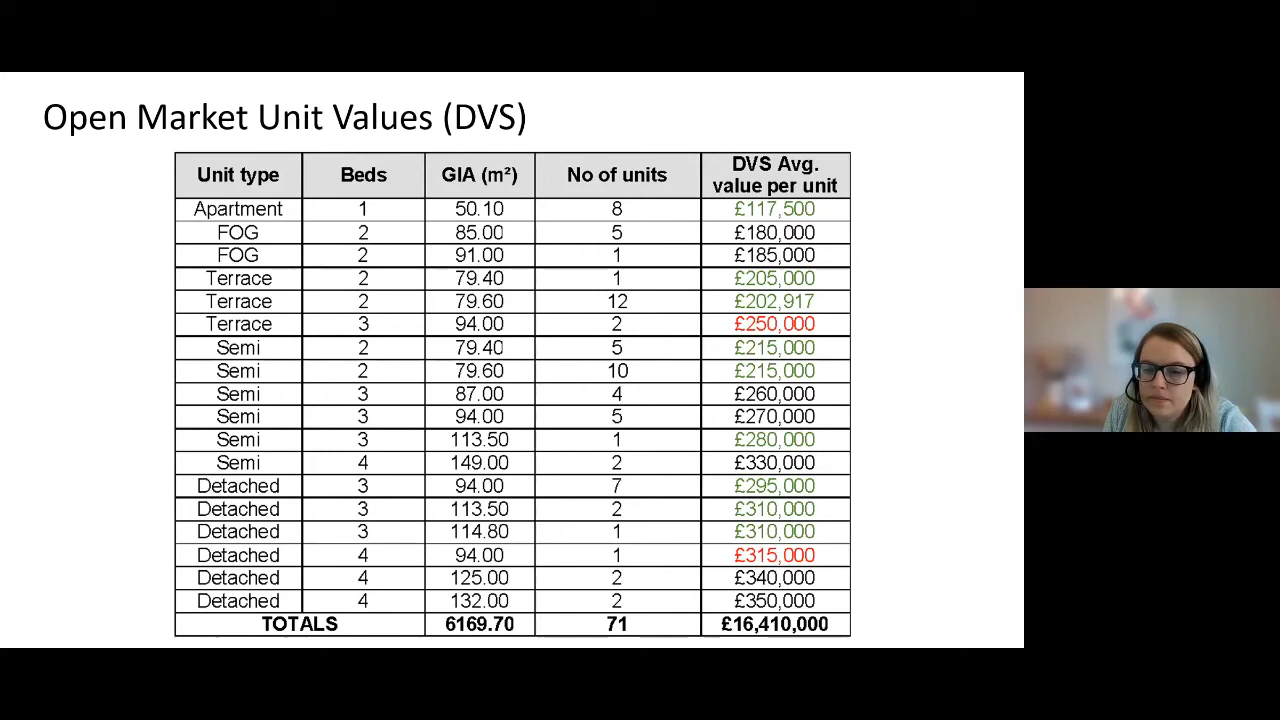 Open Market Unit Values (DVS)
Unit type Beds GIA (m²) No of units DVS Avg. value per unit
Apartment 1 50.10 8 £117,500
FOG 2 85.00 5 £180,000
FOG 2 91.00 1 £185,000
Terrace 2 79.40 1 £205,000
Terrace 2 79.60 12 £202,917
Terrace 3 94.00 2 £250,000
Semi 2 79.40 5 £215,000
Semi 2 79.60 10 £215,000
Semi 3 87.00 4 £260,000
Semi 3 94.00 5 £270,000
Semi 3 113.50 1 £280,000
Semi 4 149.00 2 £330,000
Detached 3 94.00 7 £295,000
Detached 3 113.50 2 £310,000
Detached 3 114.80 1 £310,000
Detached 4 94.00 1 £315,000
Detached 4 125.00 2 £340,000
Detached 4 132.00 2 £350,000
TOTALS 6169.70 71 £16,410,000